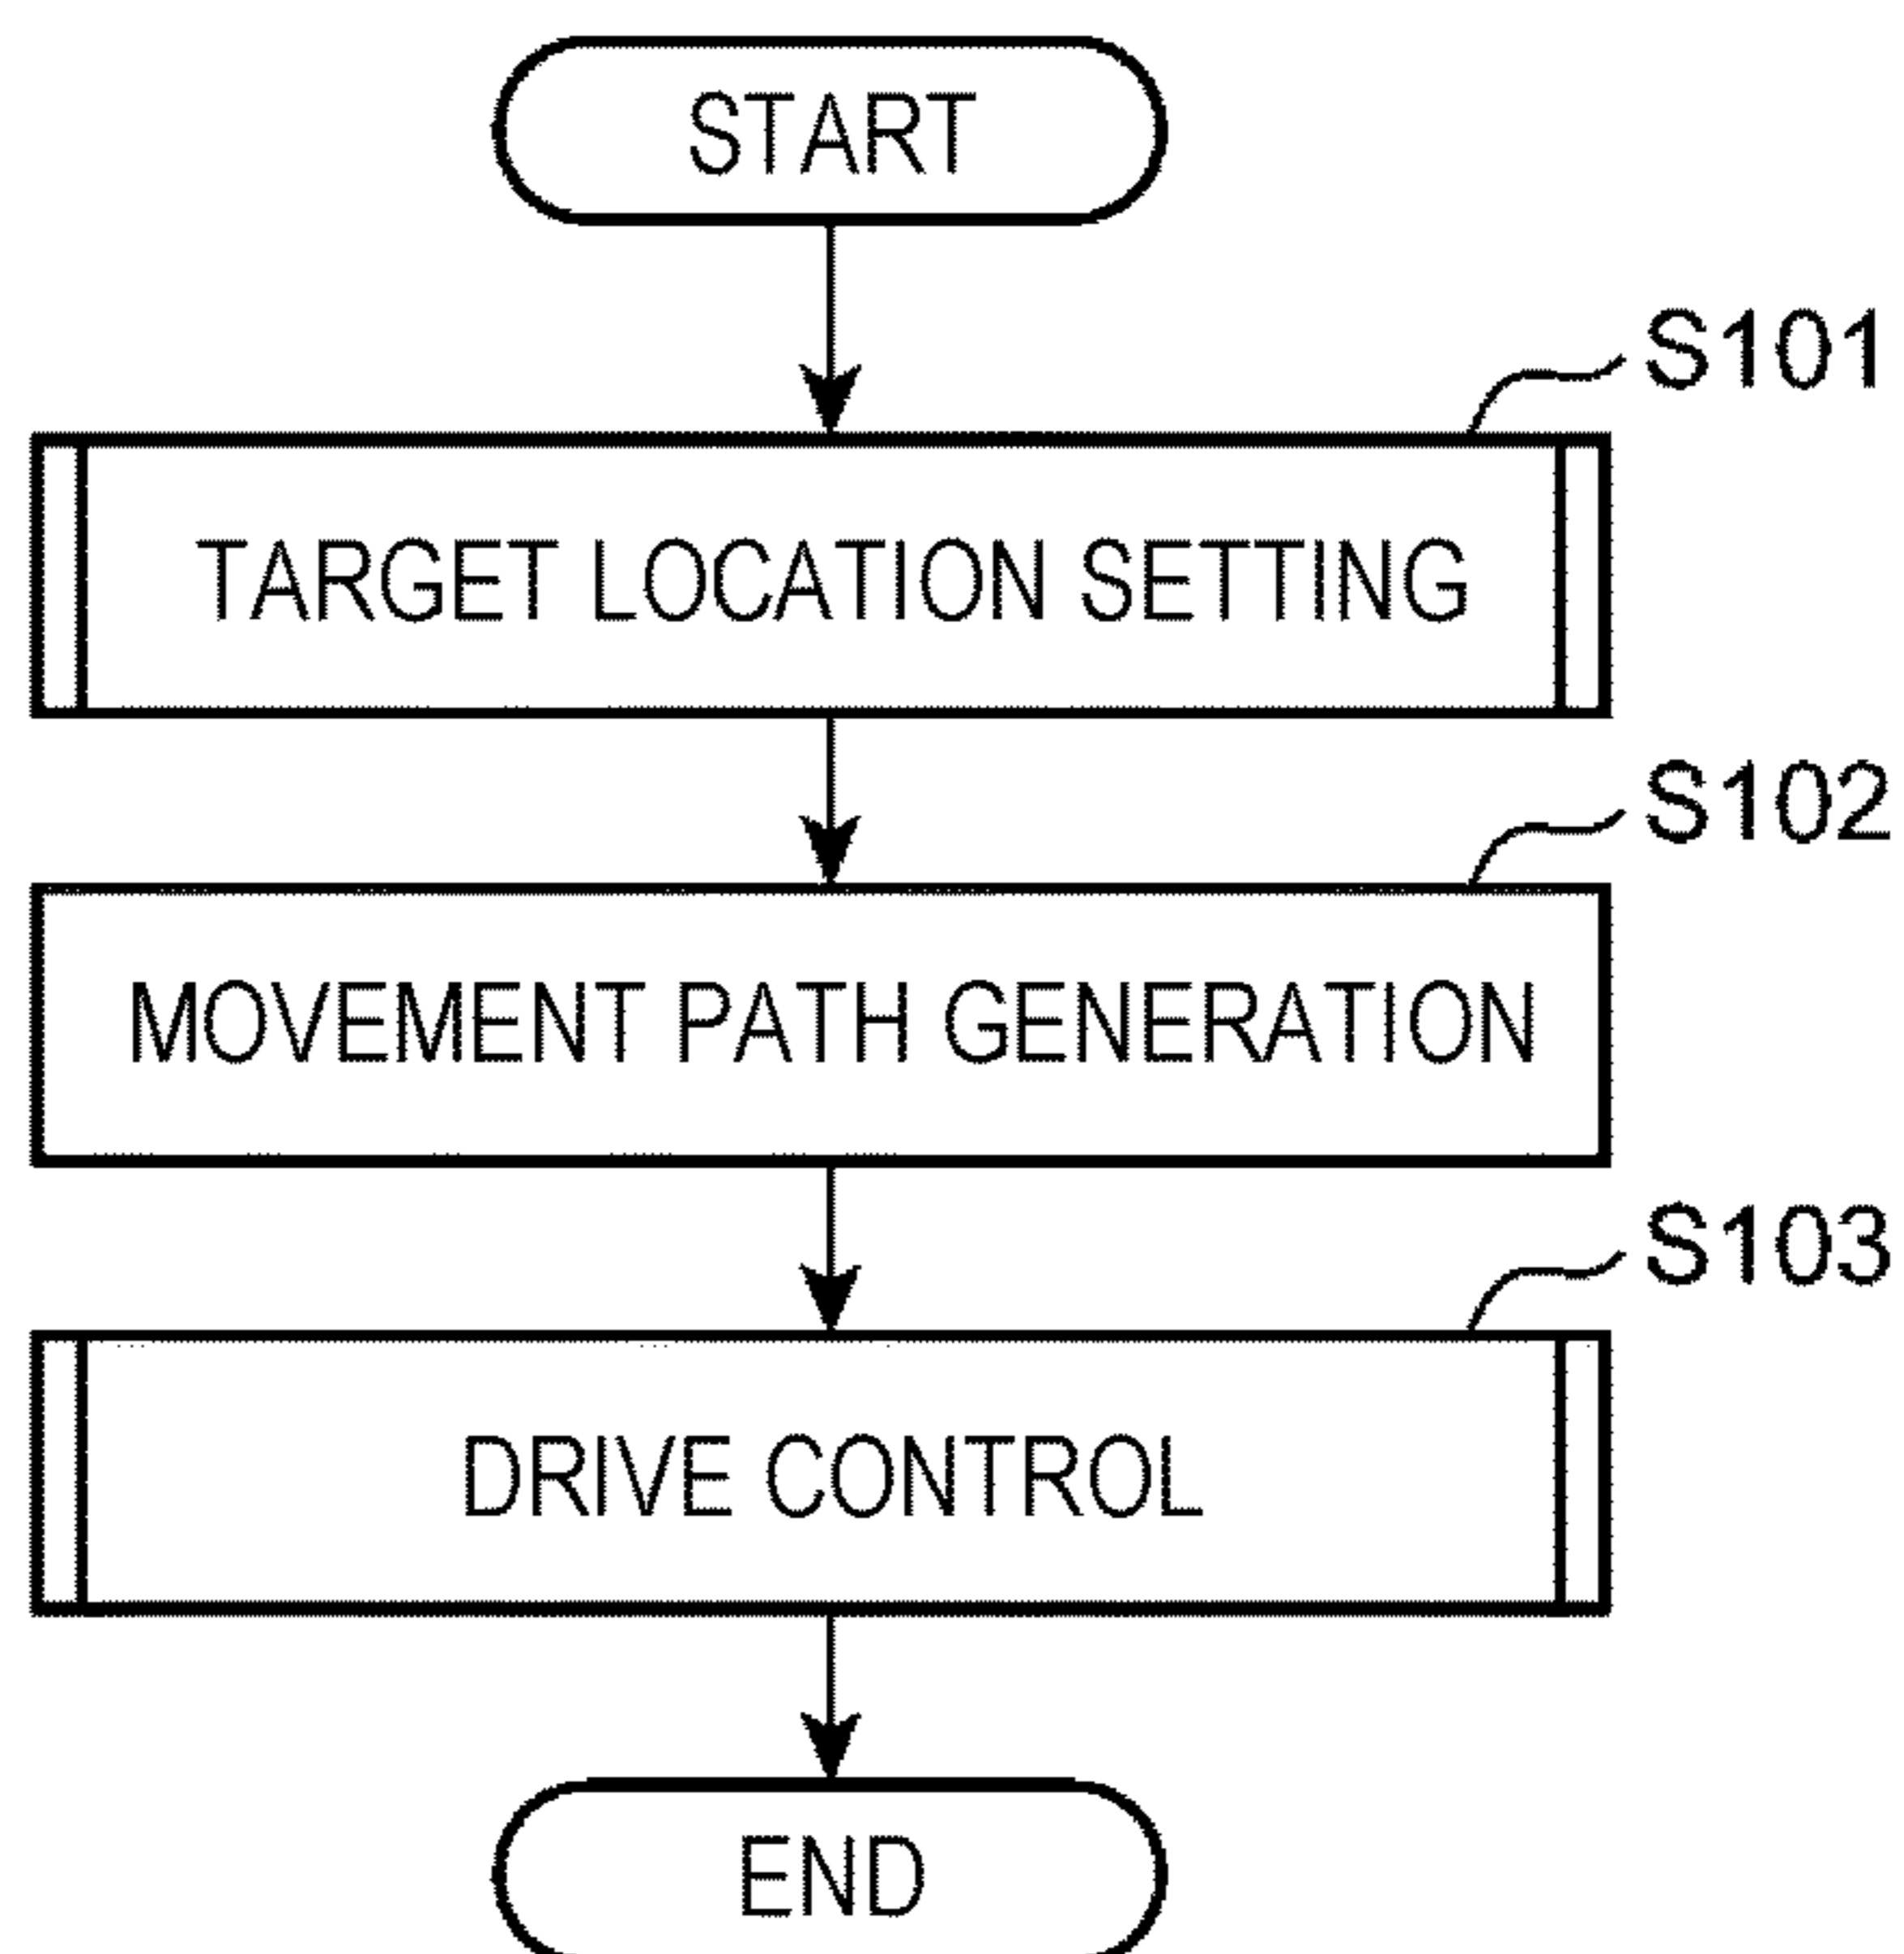 START
S101
TARGET LOCATION SETTING
S102
MOVEMENT PATH GENERATION
S103
DRIVE CONTROL
END